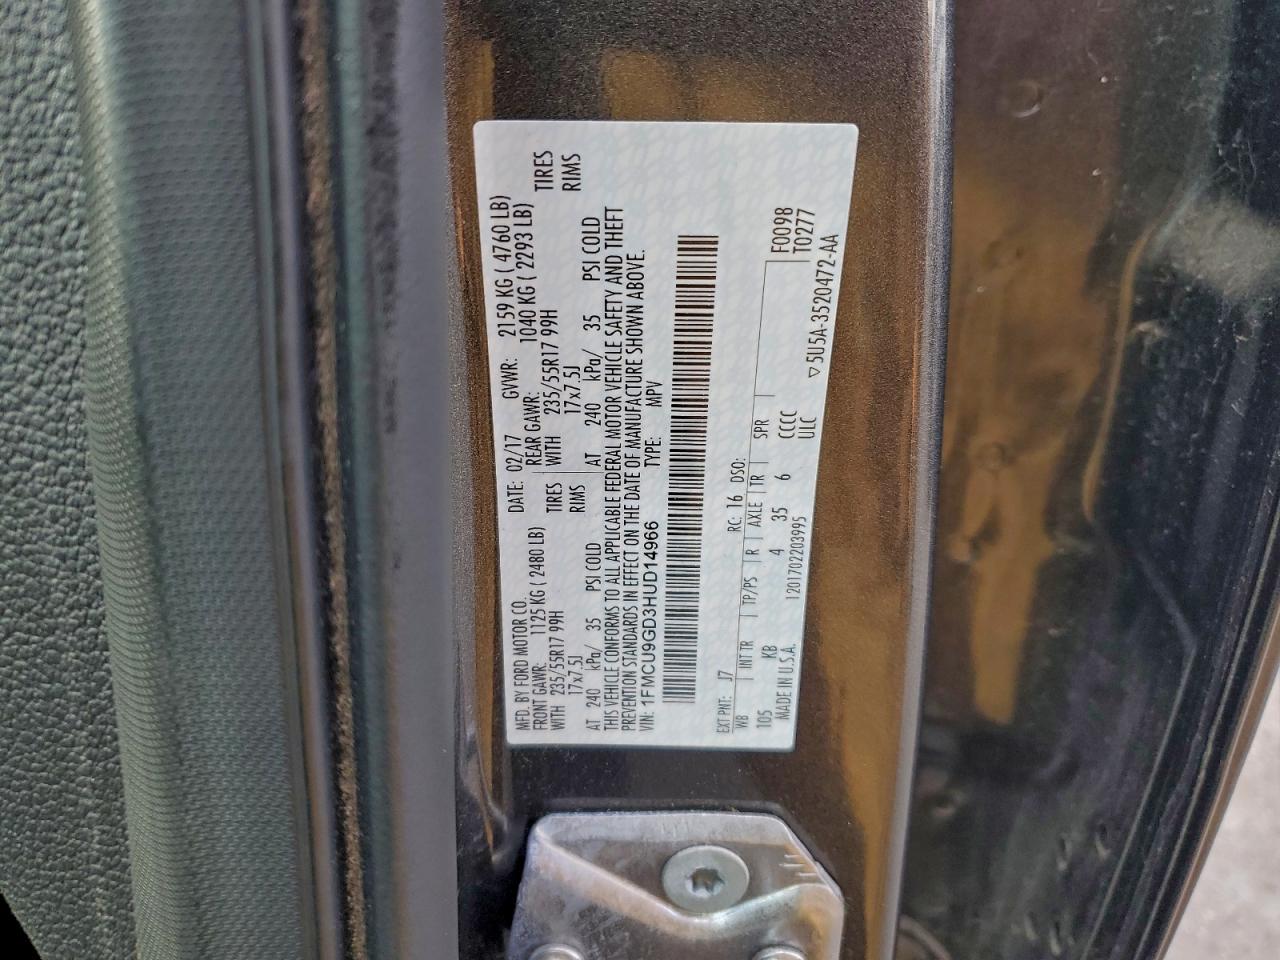 MFD. BY FORD MOTOR CO. DATE: 02/17 GVWR: 2159 KG ( 4760 LB)
FRONT GAWR: 1125 KG ( 2480 LB) REAR GAWR: 1040 KG ( 2293 LB)
WITH 235/55R17 99H TIRES WITH 235/55R17 99H TIRES
17x7.5J RIMS 17x7.5J RIMS
AT 240 kPa/ 35 PSI COLD AT 240 kPa/ 35 PSI COLD
THIS VEHICLE CONFORMS TO ALL APPLICABLE FEDERAL MOTOR VEHICLE SAFETY AND THEFT
PREVENTION STANDARDS IN EFFECT ON THE DATE OF MANUFACTURE SHOWN ABOVE.
VIN: 1FMCU9GD3HUD14966 TYPE: MPV
F0098
T0277
EXT PNT: J7 RC: 16 DSO:
WB INT TR TP/PS R AXLE TR SPR
105 KB 4 35 6 CCCC
MADE IN U.S.A. 1201702203995 ULC
▽5U5A-3520472-AA